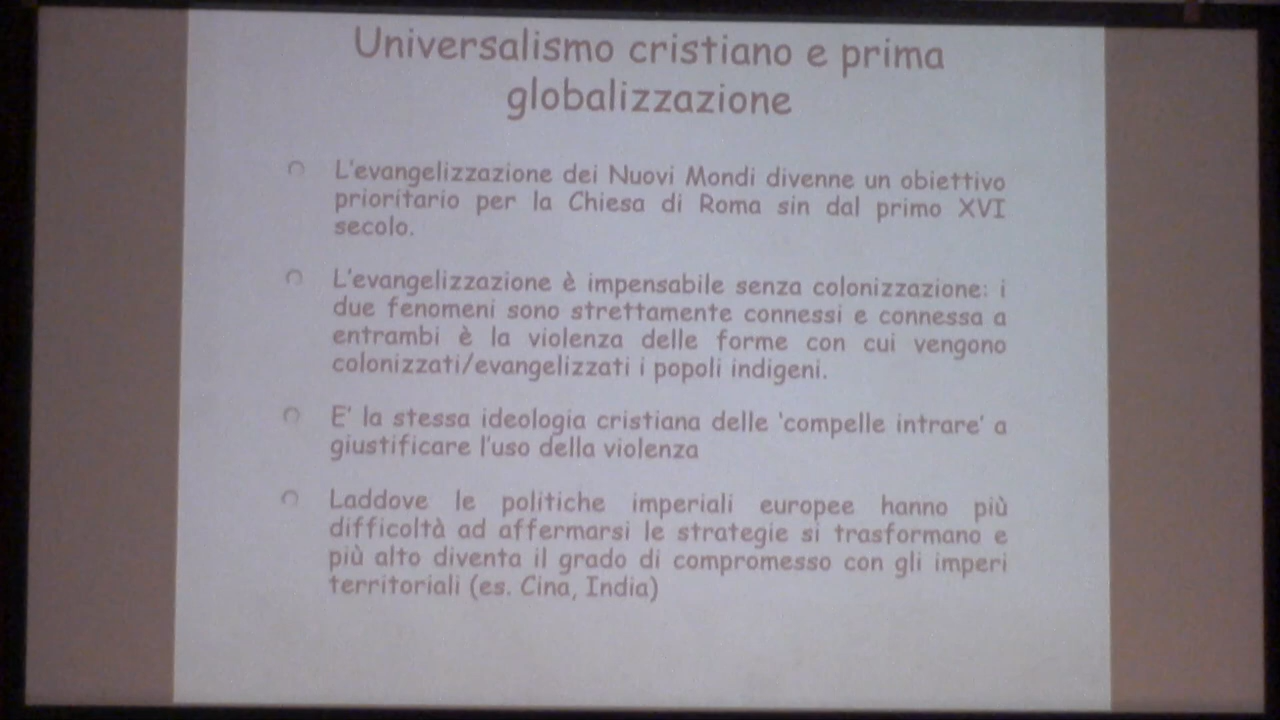 Universalismo cristiano e prima
globalizzazione
L'evangelizzazione dei Nuovi Mondi divenne un obiettivo
prioritario per la Chiesa di Roma sin dal primo XVI
secolo.
L'evangelizzazione è impensabile senza colonizzazione: i
due fenomeni sono strettamente connessi e connessa a
entrambi è la violenza delle forme con cui vengono
colonizzati/evangelizzati i popoli indigeni.
E' la stessa ideologia cristiana delle 'compelle intrare' a
giustificare l'uso della violenza
Laddove le politiche imperiali europee hanno più
difficoltà ad affermarsi le strategie si trasformano e
più alto diventa il grado di compromesso con gli imperi
territoriali (es. Cina, India)